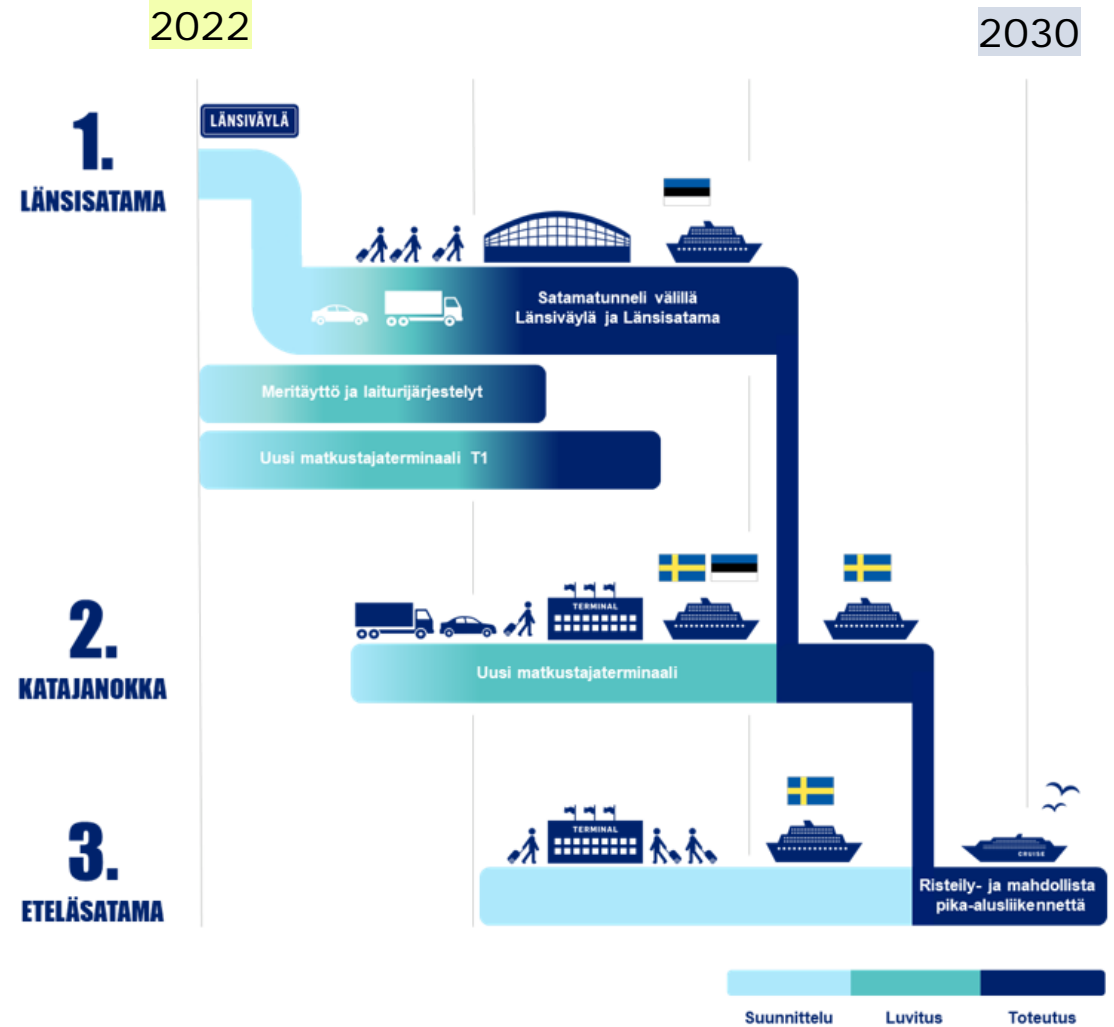 2022
2030
LÄNSIVÄYLÄ
1.
LÄNSISATAMA
Satamatunneli välillä
Länsiväylä ja Länsisatama
Meritäyttö ja laiturijärjestelyt
Uusi matkustajaterminaali T1
2.
KATAJANOKKA
TERMINAL
Uusi matkustajaterminaali
3.
ETELÄSATAMA
TERMINAL
CRUISE
Risteily- ja mahdollista
pika-alusliikennettä
Suunnittelu
Luvitus
Toteutus